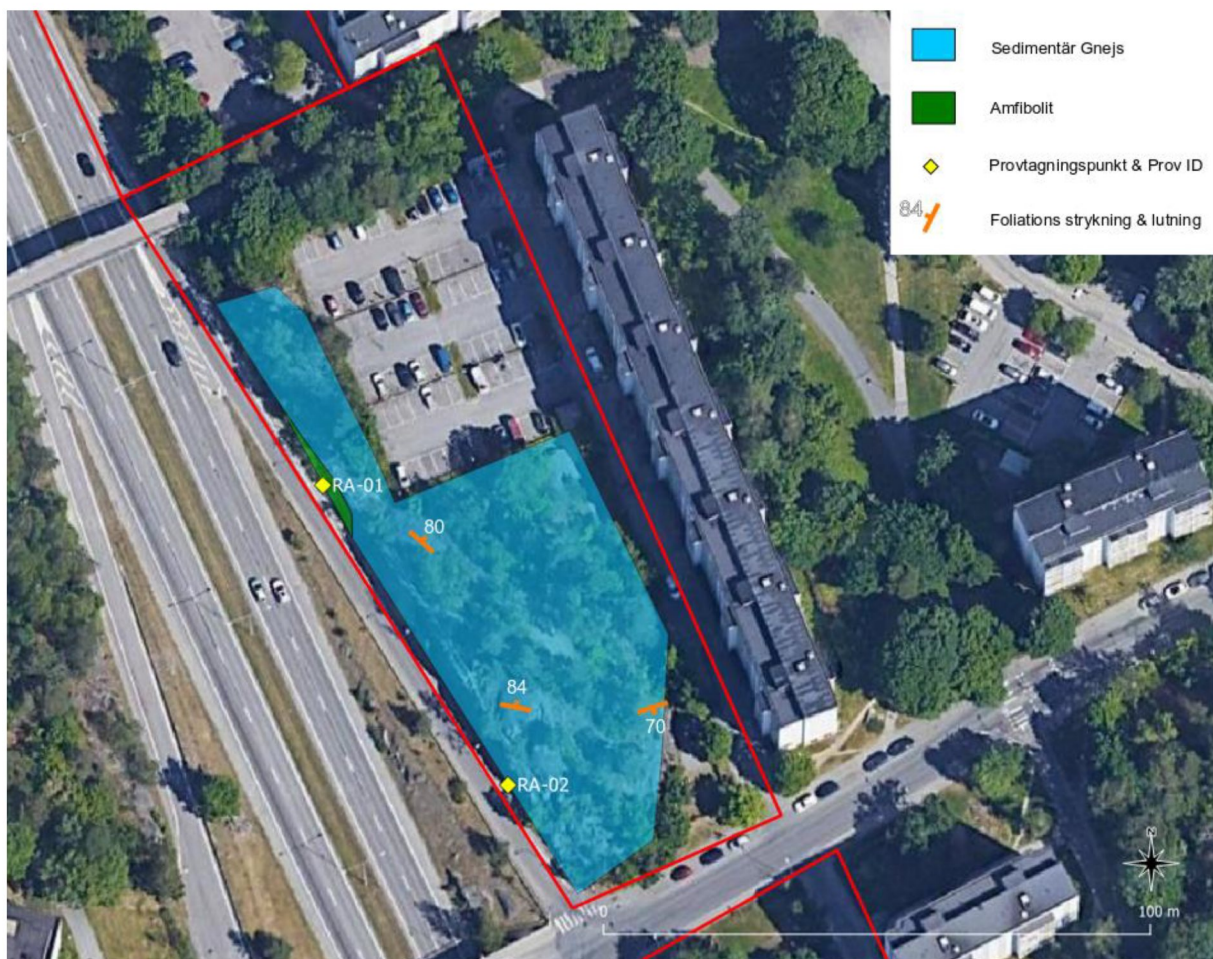 Sedimentär Gnejs
Amfibolit
Provtagningspunkt & Prov ID
84
Foliations strykning & lutning
RA-01
80
84
70
RA-02
N
0
100 m